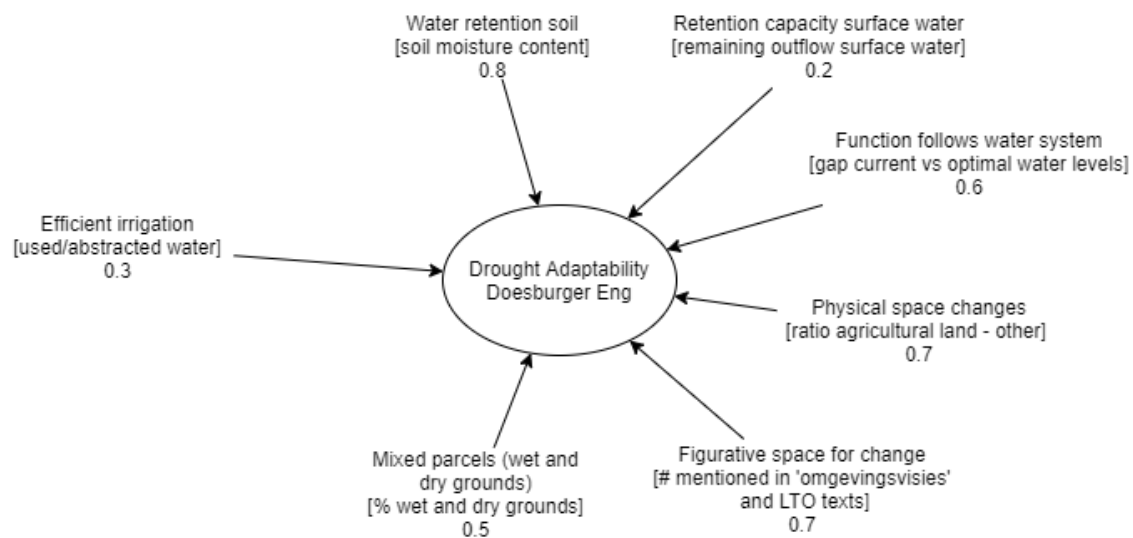 Water retention soil
[soil moisture content]
0.8
Retention capacity surface water
[remaining outflow surface water]
0.2
Function follows water system
[gap current vs optimal water levels]
0.6
Efficient irrigation
[used/abstracted water]
0.3
Drought Adaptability
Doesburger Eng
Physical space changes
[ratio agricultural land - other]
0.7
Mixed parcels (wet and
dry grounds)
[% wet and dry grounds]
0.5
Figurative space for change
[# mentioned in 'omgevingsvisies'
and LTO texts]
0.7